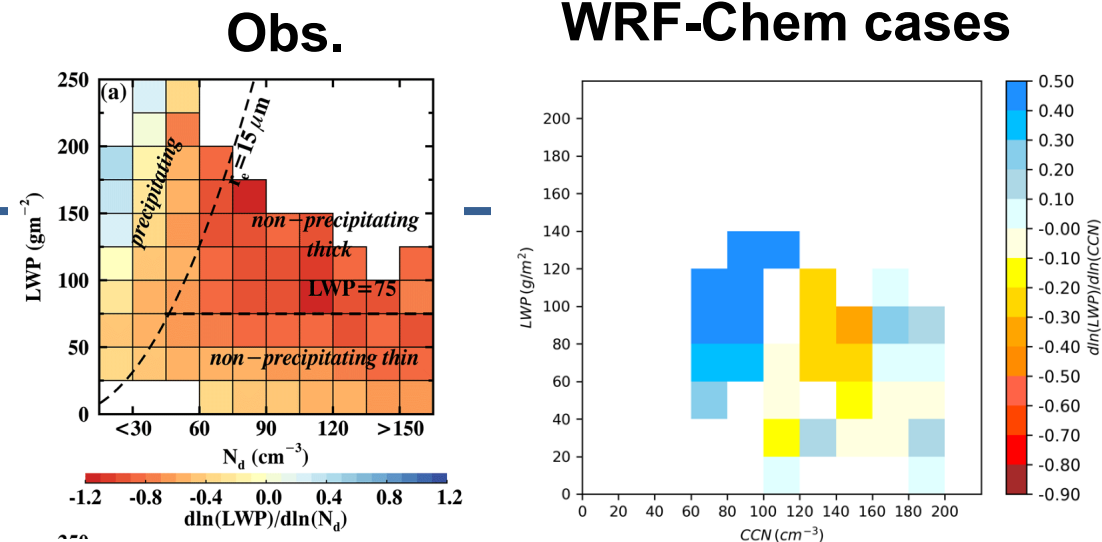 Obs.
WRF-Chem cases
(a)
250
200
150
100
50
0
LWP (gm⁻²)
precipitating
rₑ=15 μm
non−precipitating
thick
LWP=75
non−precipitating thin
<30 60 90 120 >150
N_d (cm⁻³)
-1.2 -0.8 -0.4 0.0 0.4 0.8 1.2
dln(LWP)/dln(N_d)
200
180
160
140
120
100
80
60
40
20
0
LWP (g/m²)
0 20 40 60 80 100 120 140 160 180 200
CCN (cm⁻³)
0.50
0.40
0.30
0.20
0.10
-0.00
-0.10
-0.20
-0.30
-0.40
-0.50
-0.60
-0.70
-0.80
-0.90
dln(LWP)/dln(CCN)